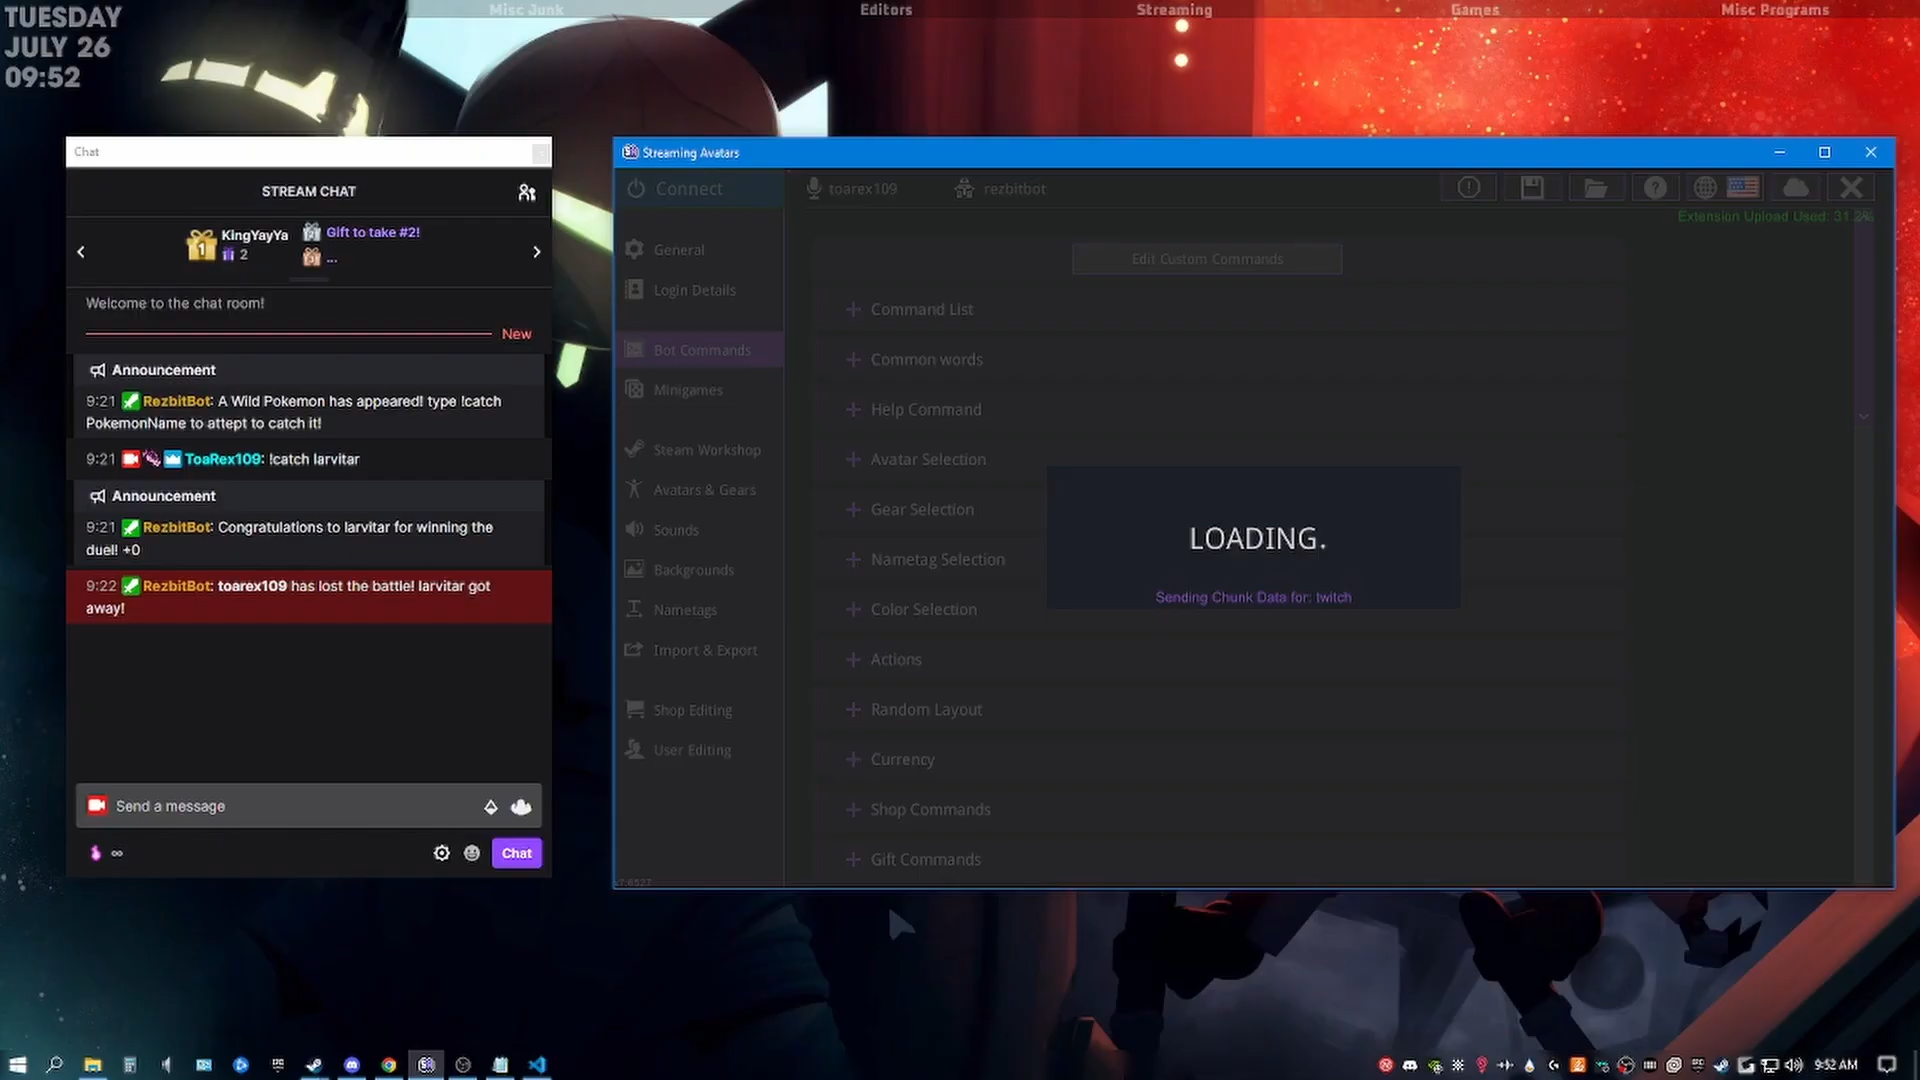 TUESDAY
JULY 26
09:52
Misc Junk
Editors
Streaming
Games
Misc Programs
Chat
STREAM CHAT
1
KingYayYa
2
Gift to take #2!
...
Welcome to the chat room!
New
Announcement
9:21 RezbitBot: A Wild Pokemon has appeared! type !catch
PokemonName to attept to catch it!
9:21 ToaRex109: !catch larvitar
Announcement
9:21 RezbitBot: Congratulations to larvitar for winning the
duel! +0
9:22 RezbitBot: toarex109 has lost the battle! larvitar got
away!
Send a message
∞
Chat
Streaming Avatars
Connect
toarex109
rezbitbot
Extension Upload Used: 31.2%
General
Login Details
Bot Commands
Minigames
Steam Workshop
Avatars & Gears
Sounds
Backgrounds
Nametags
Import & Export
Shop Editing
User Editing
Edit Custom Commands
Command List
Common words
Help Command
Avatar Selection
Gear Selection
Nametag Selection
Color Selection
Actions
Random Layout
Currency
Shop Commands
Gift Commands
LOADING.
Sending Chunk Data for: twitch
9:52 AM